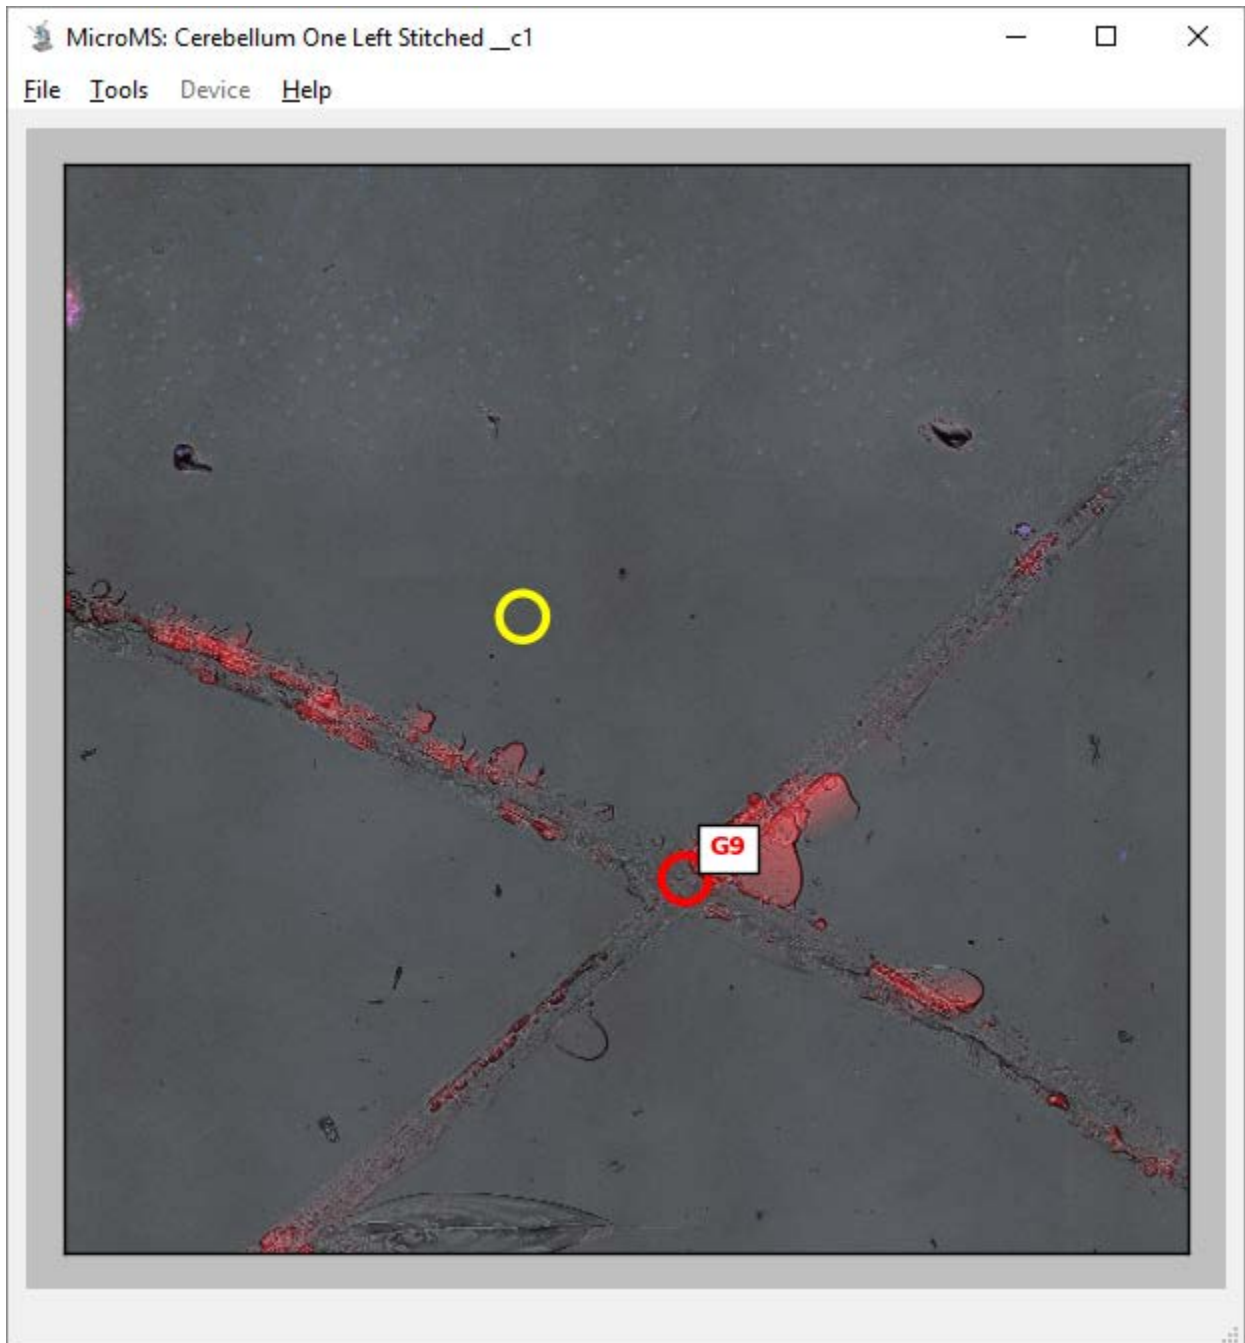 MicroMS: Cerebellum One Left Stitched __c1
File Tools Device Help
G9